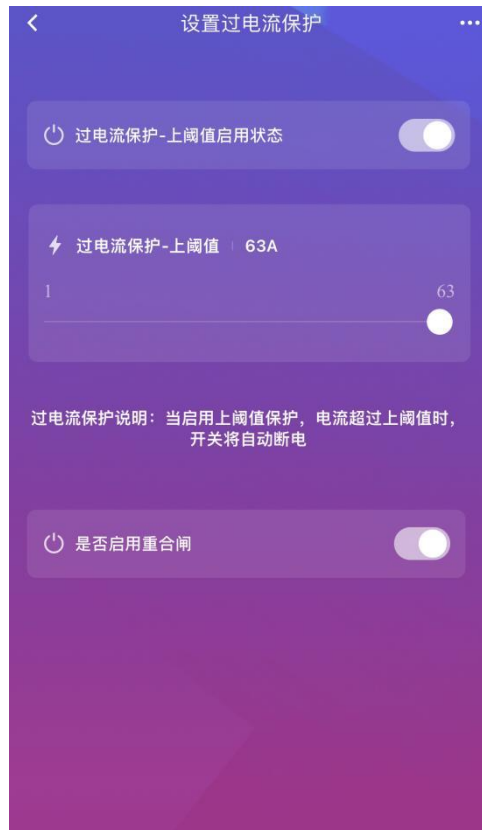 设置过电流保护
过电流保护-上阈值启用状态
过电流保护-上阈值 | 63A
1 63
过电流保护说明：当启用上阈值保护，电流超过上阈值时，
开关将自动断电
是否启用重合闸